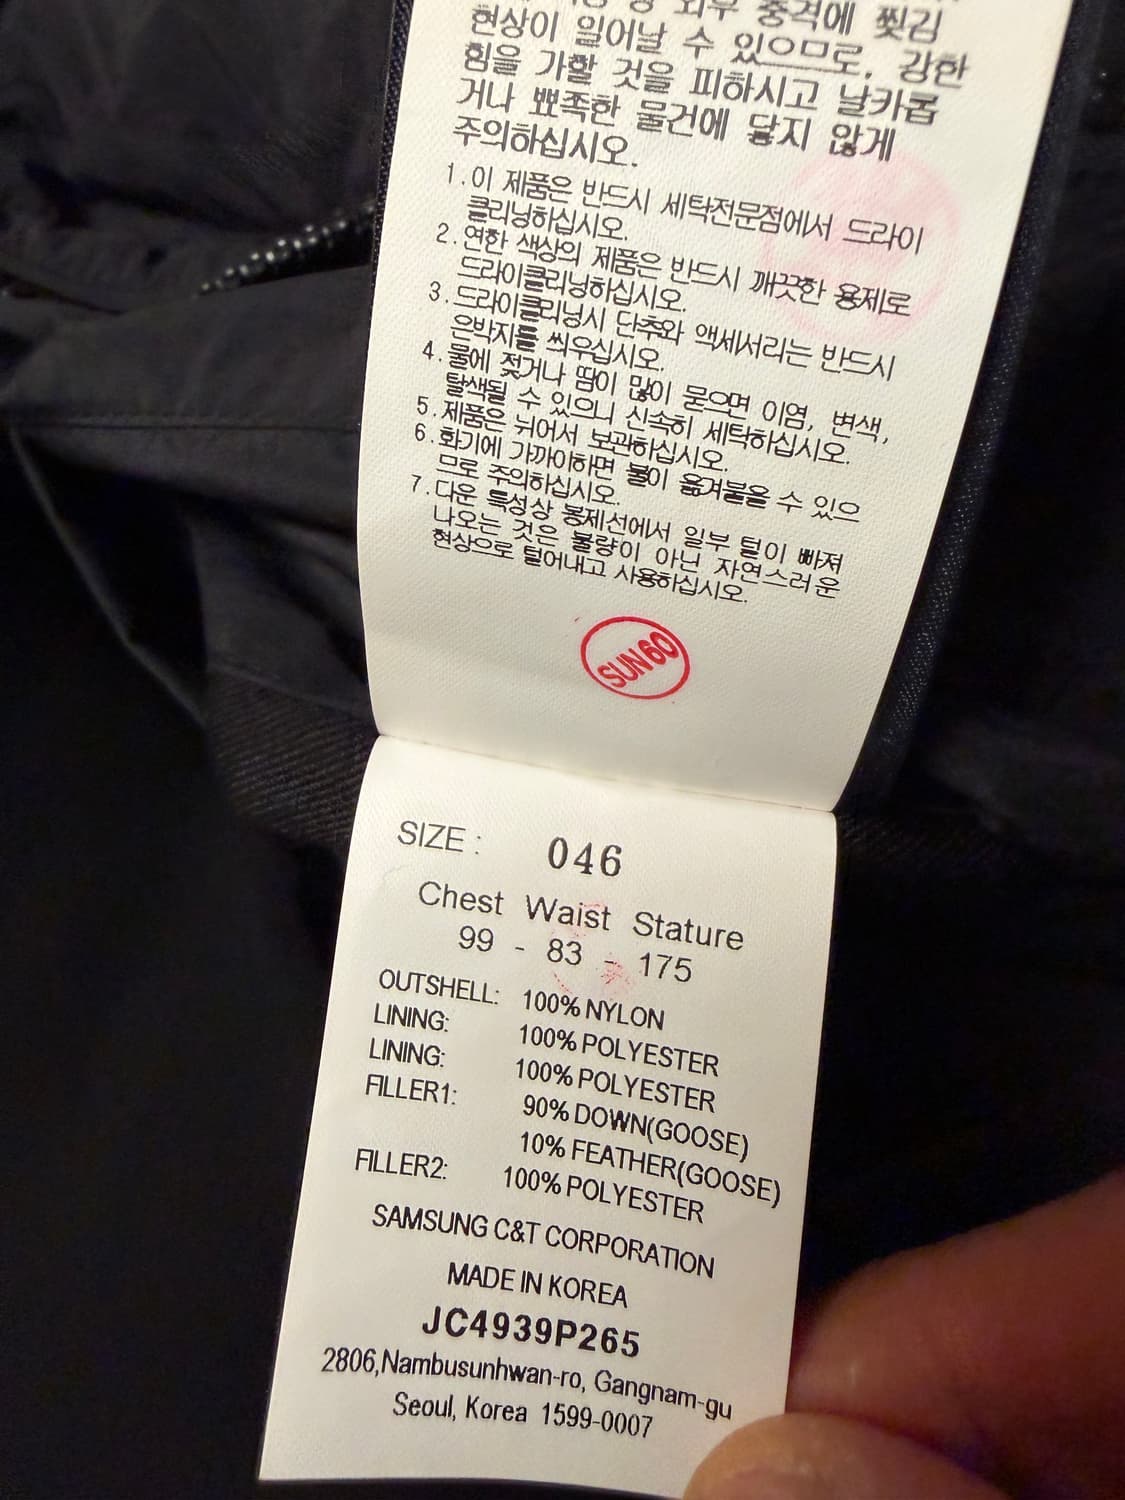 외부 충격에 찢김
현상이 일어날 수 있으므로, 강한
힘을 가할 것을 피하시고 날카롭
거나 뾰족한 물건에 닿지 않게
주의하십시오.
1. 이 제품은 반드시 세탁전문점에서 드라이
클리닝하십시오.
2. 연한 색상의 제품은 반드시 깨끗한 용제로
드라이클리닝하십시오.
3. 드라이클리닝시 단추와 액세서리는 반드시
은박지를 씌우십시오.
4. 물에 젖거나 땀이 많이 묻으면 이염, 변색,
탈색될 수 있으니 신속히 세탁하십시오.
5. 제품은 뉘어서 보관하십시오.
6. 화기에 가까이하면 불이 옮겨붙을 수 있으
므로 주의하십시오.
7. 다운 특성상 봉제선에서 일부 털이 빠져
나오는 것은 불량이 아닌 자연스러운
현상으로 털어내고 사용하십시오.
SUN60
SIZE : 046
Chest Waist Stature
99 - 83 - 175
OUTSHELL: 100% NYLON
LINING: 100% POLYESTER
LINING: 100% POLYESTER
FILLER1: 90% DOWN(GOOSE)
10% FEATHER(GOOSE)
FILLER2: 100% POLYESTER
SAMSUNG C&T CORPORATION
MADE IN KOREA
JC4939P265
2806,Nambusunhwan-ro, Gangnam-gu
Seoul, Korea 1599-0007